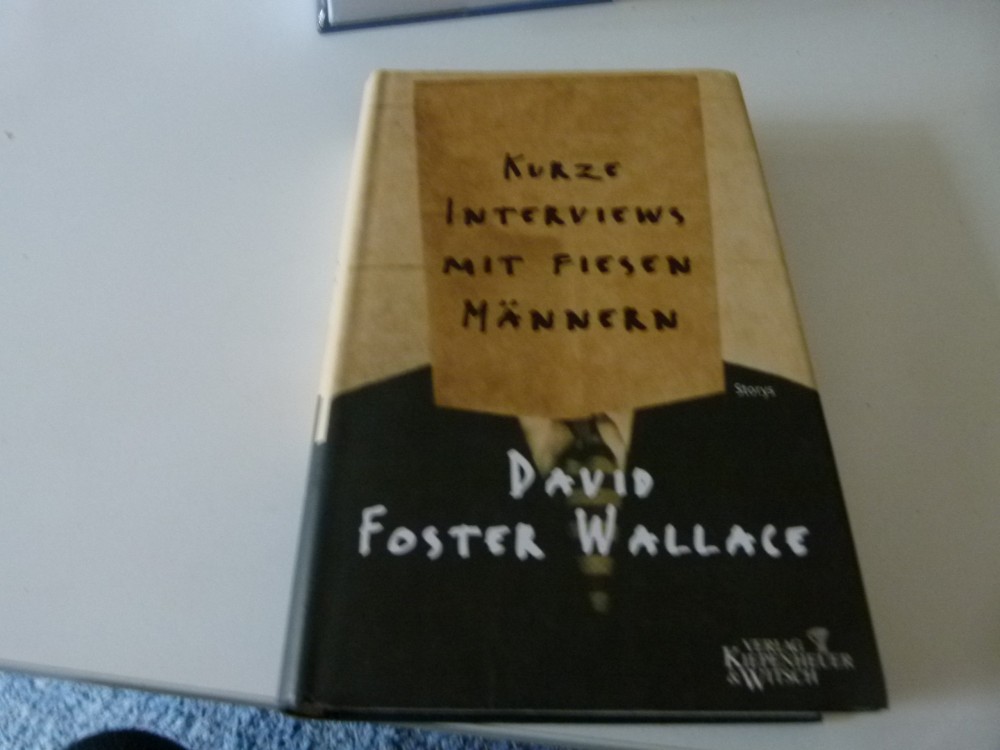 KURZE
INTERVIEWS
MIT FIESEN
MÄNNERN
Storys
DAVID
FOSTER WALLACE
VERLAG
KIEPENHEUER
& WITSCH